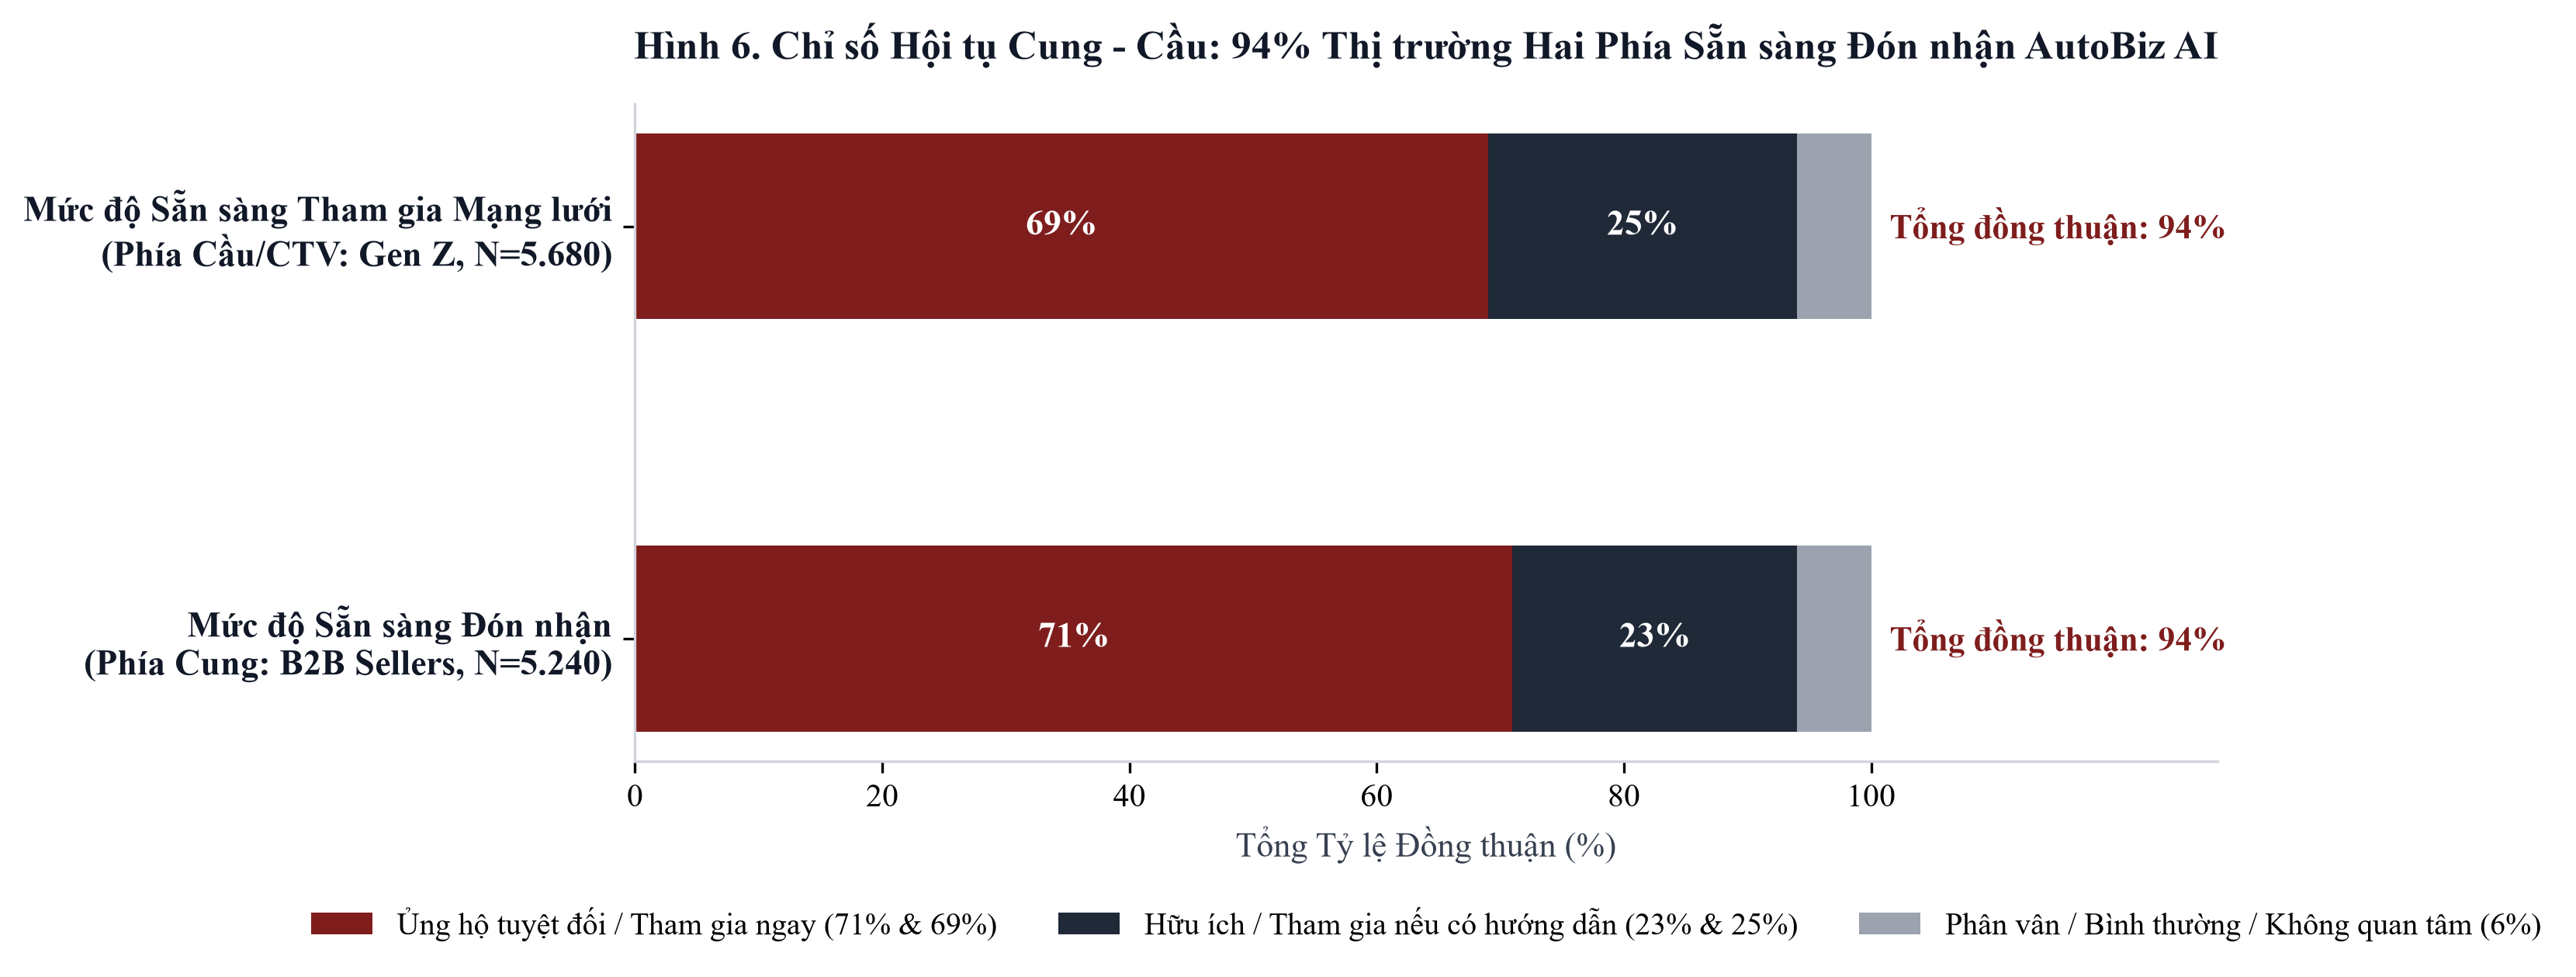 Hình 6. Chỉ số Hội tụ Cung - Cầu: 94% Thị trường Hai Phía Sẵn sàng Đón nhận AutoBiz AI
Mức độ Sẵn sàng Tham gia Mạng lưới
(Phía Cầu/CTV: Gen Z, N=5.680)
69%
25%
Tổng đồng thuận: 94%
Mức độ Sẵn sàng Đón nhận
(Phía Cung: B2B Sellers, N=5.240)
71%
23%
Tổng đồng thuận: 94%
0 20 40 60 80 100
Tổng Tỷ lệ Đồng thuận (%)
Ủng hộ tuyệt đối / Tham gia ngay (71% & 69%)
Hữu ích / Tham gia nếu có hướng dẫn (23% & 25%)
Phân vân / Bình thường / Không quan tâm (6%)